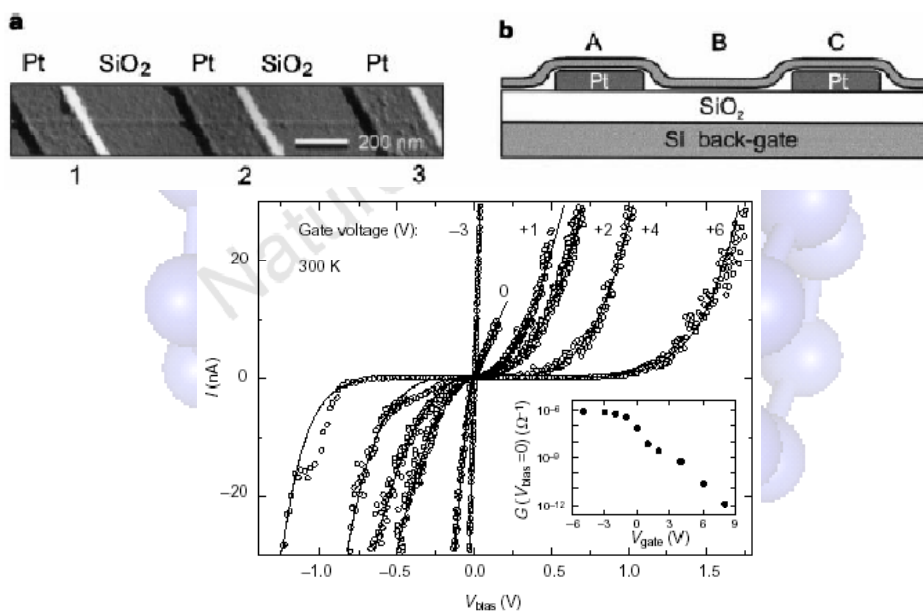 a
Pt SiO2 Pt SiO2 Pt
200 nm
1 2 3
b
A B C
Pt Pt
SiO2
Si back-gate
Nature
Gate voltage (V): –3 +1 +2 +4 +6
300 K
0
20
0
–20
I (nA)
–1.0 –0.5 0.0 0.5 1.0 1.5
Vbias (V)
G (Vbias =0) (Ω–1)
10–6
10–9
10–12
–6 –3 0 3 6 9
Vgate (V)